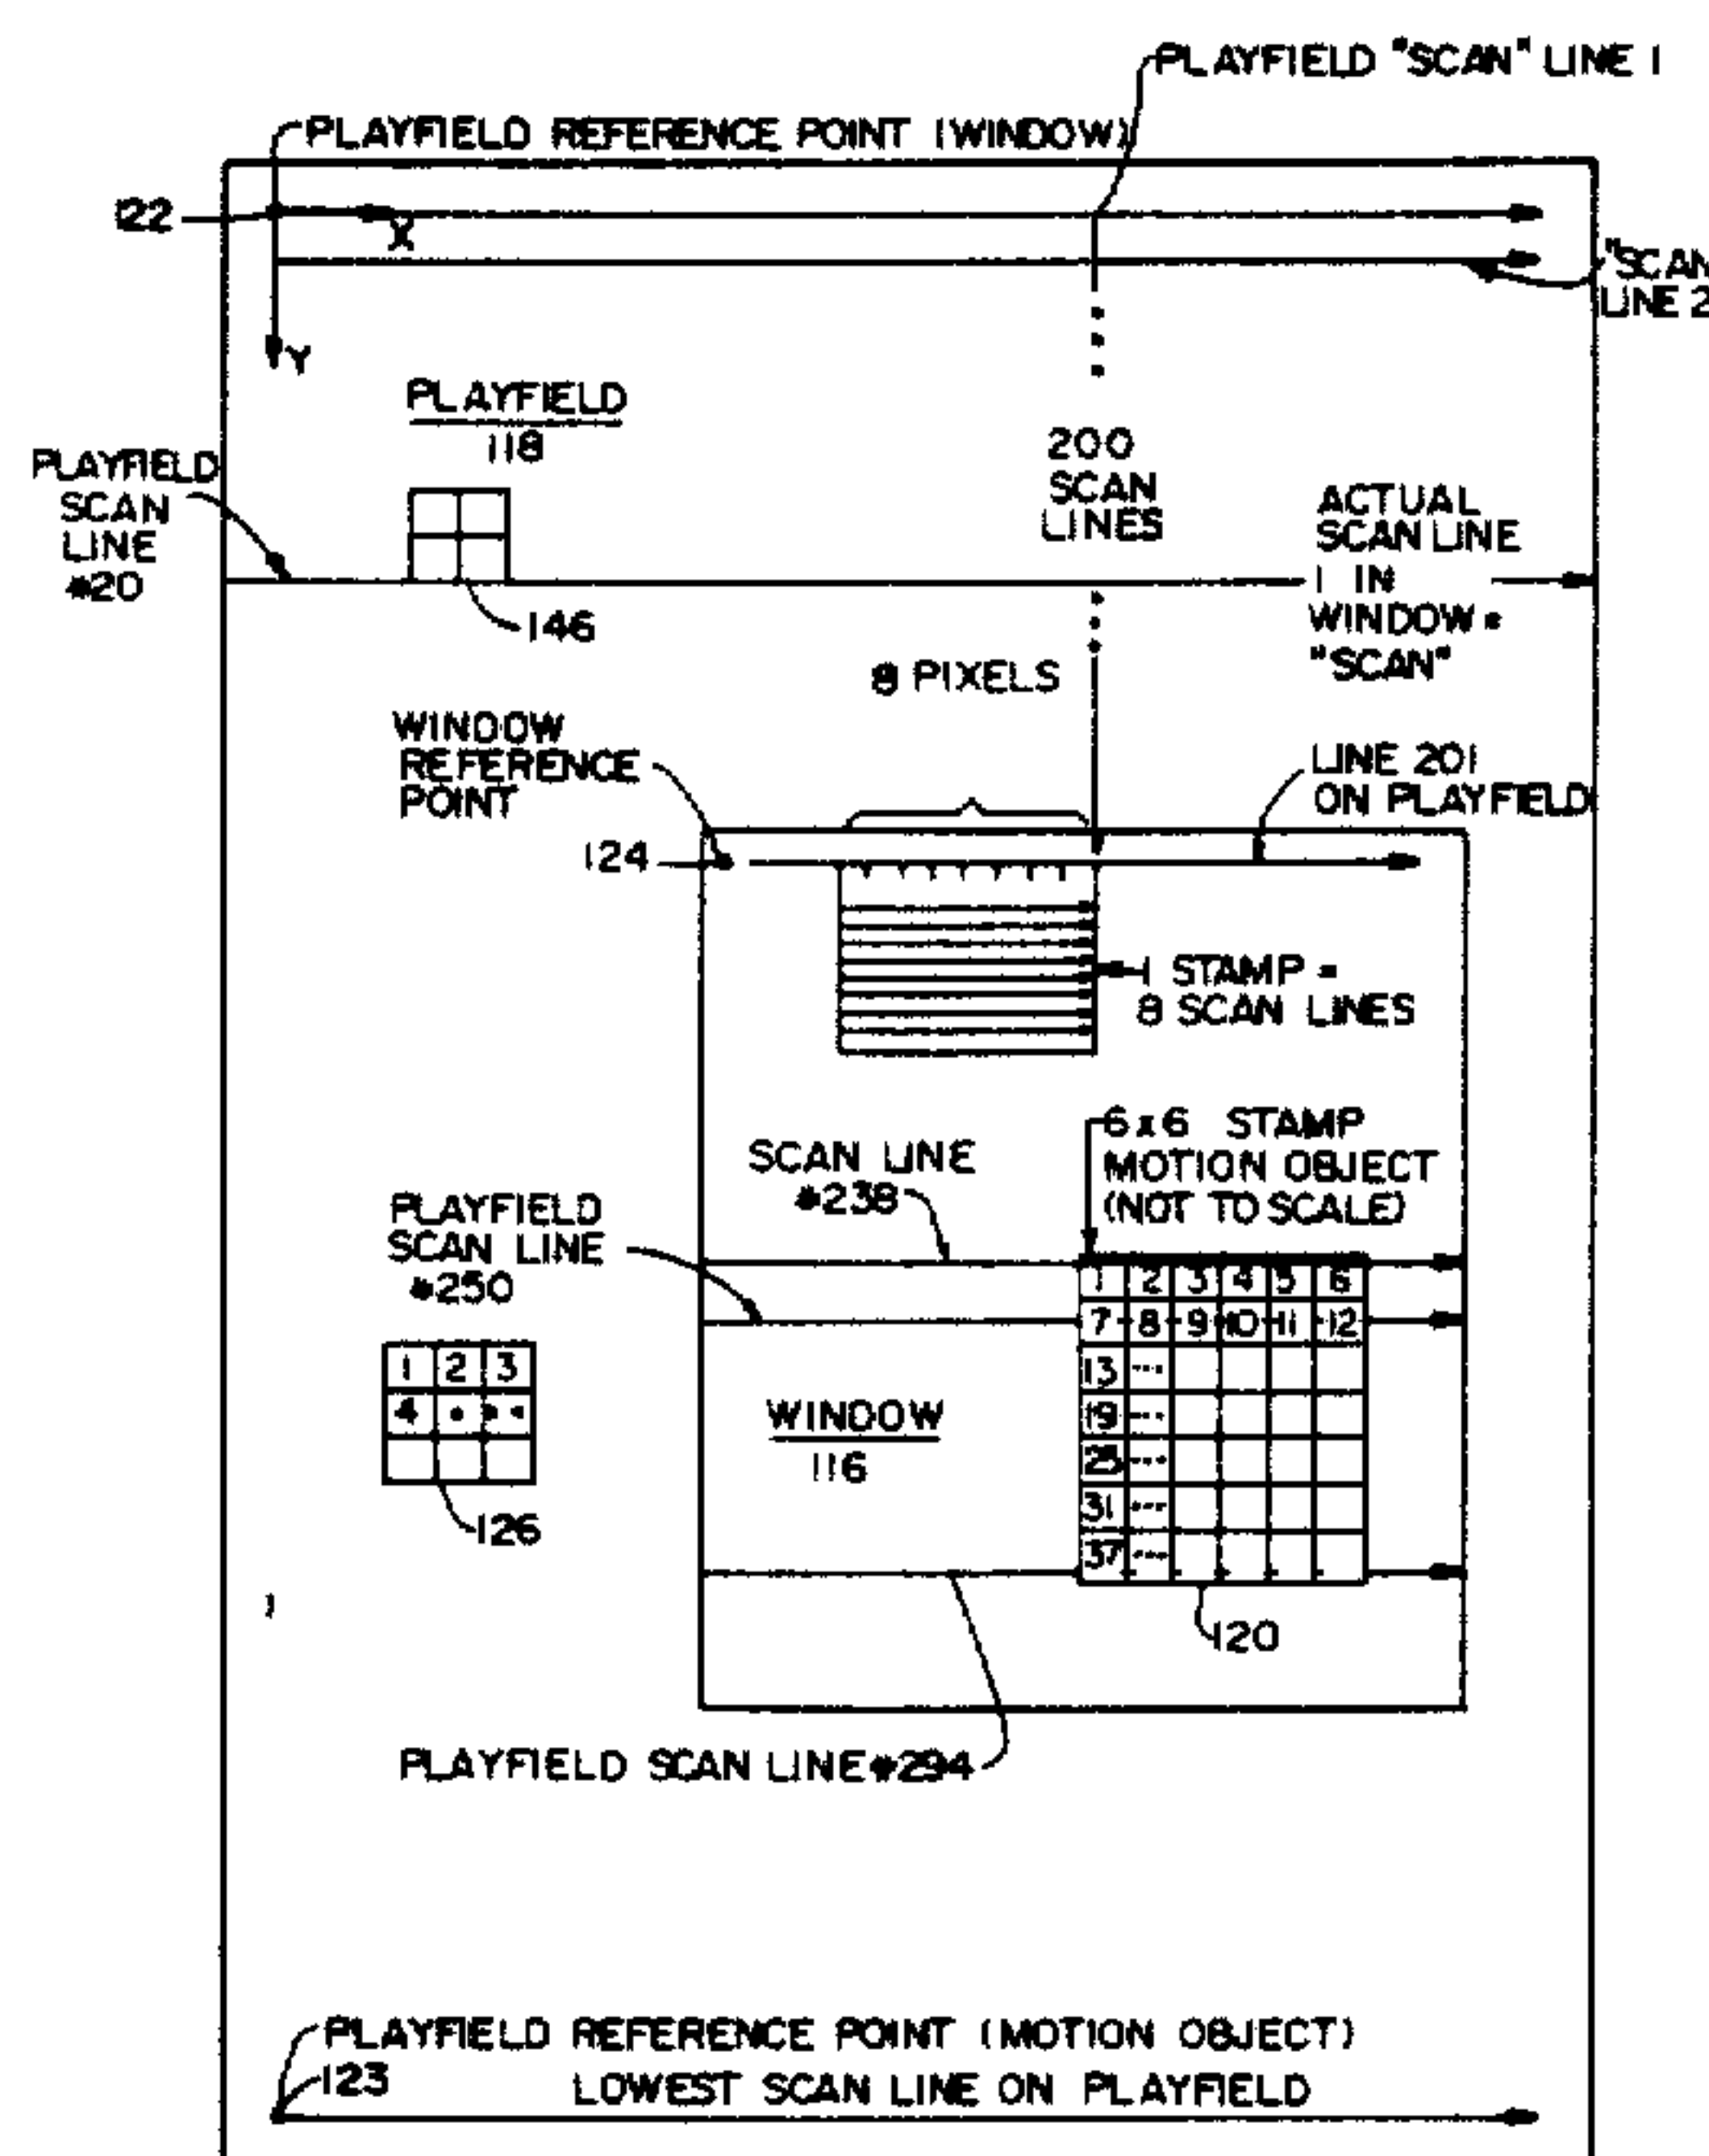 PLAYFIELD "SCAN" LINE 1
PLAYFIELD REFERENCE POINT (WINDOW)
122
X
"SCAN
LINE 2
Y
PLAYFIELD
118
PLAYFIELD
SCAN
LINE
#20
200
SCAN
LINES
ACTUAL
SCAN LINE
1 IN
WINDOW =
"SCAN"
146
8 PIXELS
WINDOW
REFERENCE
POINT
LINE 201
ON PLAYFIELD
124
1 STAMP =
8 SCAN LINES
6x6 STAMP
MOTION OBJECT
(NOT TO SCALE)
SCAN LINE
#238
PLAYFIELD
SCAN LINE
#250
1 2 3 4 5 6
7 8 9 10 11 12
13 ...
19 ...
25 ...
31 ...
37 ...
1 2 3
4 . . .
WINDOW
116
126
120
PLAYFIELD SCAN LINE #294
PLAYFIELD REFERENCE POINT (MOTION OBJECT)
123
LOWEST SCAN LINE ON PLAYFIELD